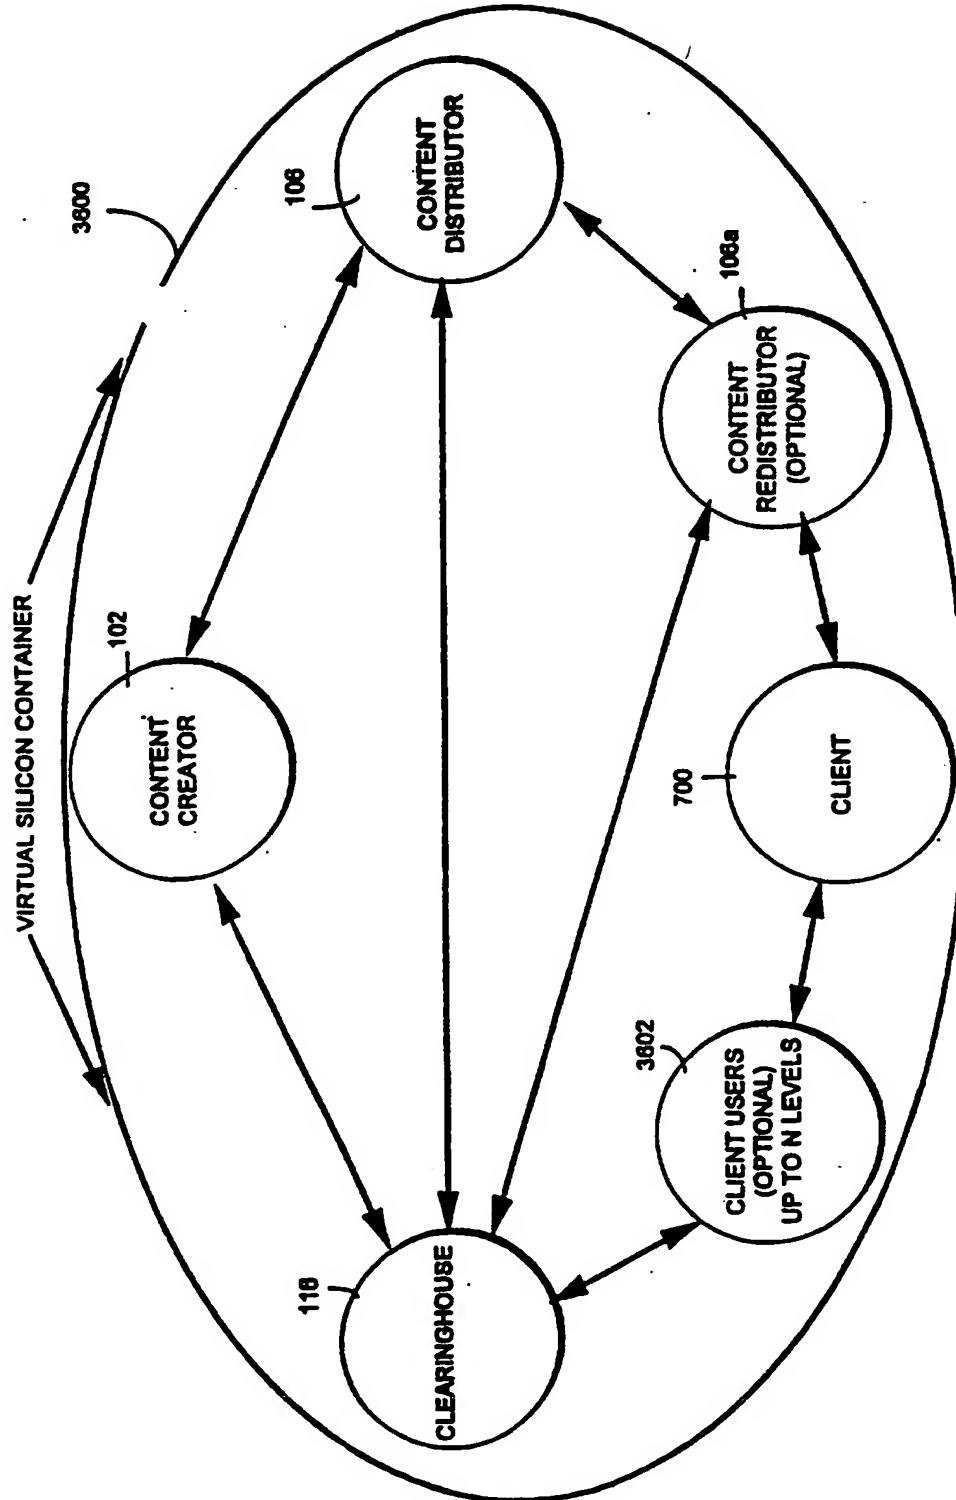 VIRTUAL SILICON CONTAINER
3600
102
CONTENT
CREATOR
116
CLEARINGHOUSE
106
CONTENT
DISTRIBUTOR
3602
CLIENT USERS
(OPTIONAL)
UP TO N LEVELS
700
CLIENT
106a
CONTENT
REDISTRIBUTOR
(OPTIONAL)